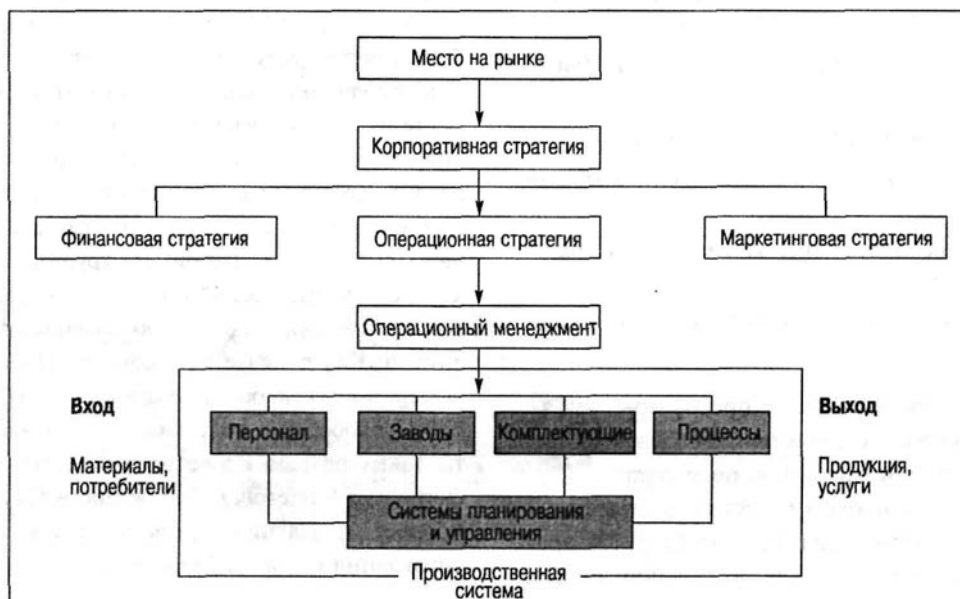 Место на рынке
Корпоративная стратегия
Финансовая стратегия
Операционная стратегия
Маркетинговая стратегия
Операционный менеджмент
Вход
Выход
Персонал
Заводы
Комплектующие
Процессы
Материалы,
потребители
Продукция,
услуги
Системы планирования
и управления
Производственная
система